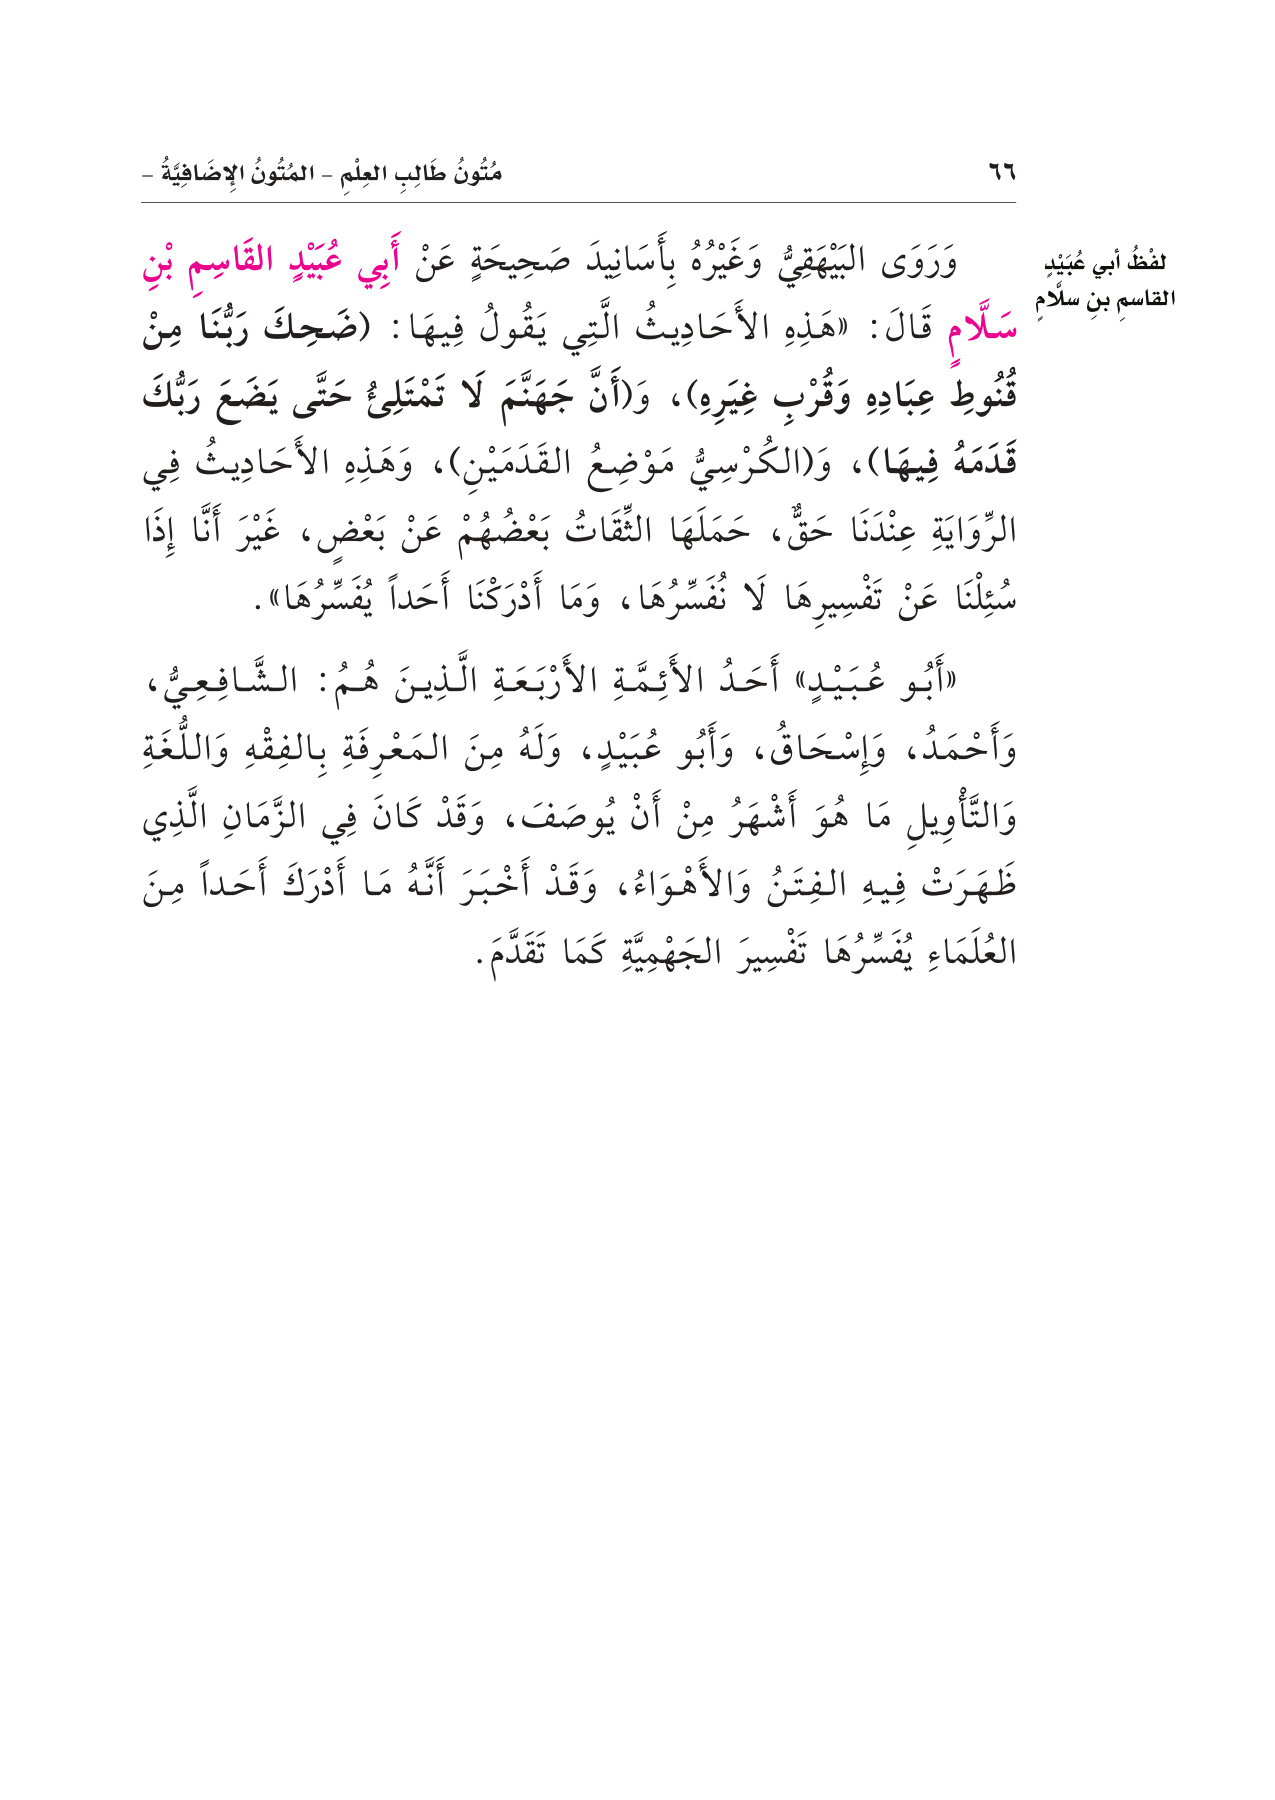 ٦٦
مُتُونُ طَالِبِ العِلْمِ – المُتُونُ الإِضَافِيَّةُ –
لفْظُ أبي عُبَيْدٍ
القاسمِ بنِ سلَّامٍ
وَرَوَى البَيْهَقِيُّ وَغَيْرُهُ بِأَسَانِيدَ صَحِيحَةٍ عَنْ أَبِي عُبَيْدٍ القَاسِمِ بْنِ
سَلَّامٍ قَالَ: «هَذِهِ الأَحَادِيثُ الَّتِي يَقُولُ فِيهَا: (ضَحِكَ رَبُّنَا مِنْ
قُنُوطِ عِبَادِهِ وَقُرْبِ غِيَرِهِ)، وَ(أَنَّ جَهَنَّمَ لَا تَمْتَلِئُ حَتَّى يَضَعَ رَبُّكَ
قَدَمَهُ فِيهَا)، وَ(الكُرْسِيُّ مَوْضِعُ القَدَمَيْنِ)، وَهَذِهِ الأَحَادِيثُ فِي
الرِّوَايَةِ عِنْدَنَا حَقٌّ، حَمَلَهَا الثِّقَاتُ بَعْضُهُمْ عَنْ بَعْضٍ، غَيْرَ أَنَّا إِذَا
سُئِلْنَا عَنْ تَفْسِيرِهَا لَا نُفَسِّرُهَا، وَمَا أَدْرَكْنَا أَحَداً يُفَسِّرُهَا».
«أَبُو عُبَيْدٍ» أَحَدُ الأَئِمَّةِ الأَرْبَعَةِ الَّذِينَ هُمُ: الشَّافِعِيُّ،
وَأَحْمَدُ، وَإِسْحَاقُ، وَأَبُو عُبَيْدٍ، وَلَهُ مِنَ المَعْرِفَةِ بِالفِقْهِ وَاللُّغَةِ
وَالتَّأْوِيلِ مَا هُوَ أَشْهَرُ مِنْ أَنْ يُوصَفَ، وَقَدْ كَانَ فِي الزَّمَانِ الَّذِي
ظَهَرَتْ فِيهِ الفِتَنُ وَالأَهْوَاءُ، وَقَدْ أَخْبَرَ أَنَّهُ مَا أَدْرَكَ أَحَداً مِنَ
العُلَمَاءِ يُفَسِّرُهَا تَفْسِيرَ الجَهْمِيَّةِ كَمَا تَقَدَّمَ.